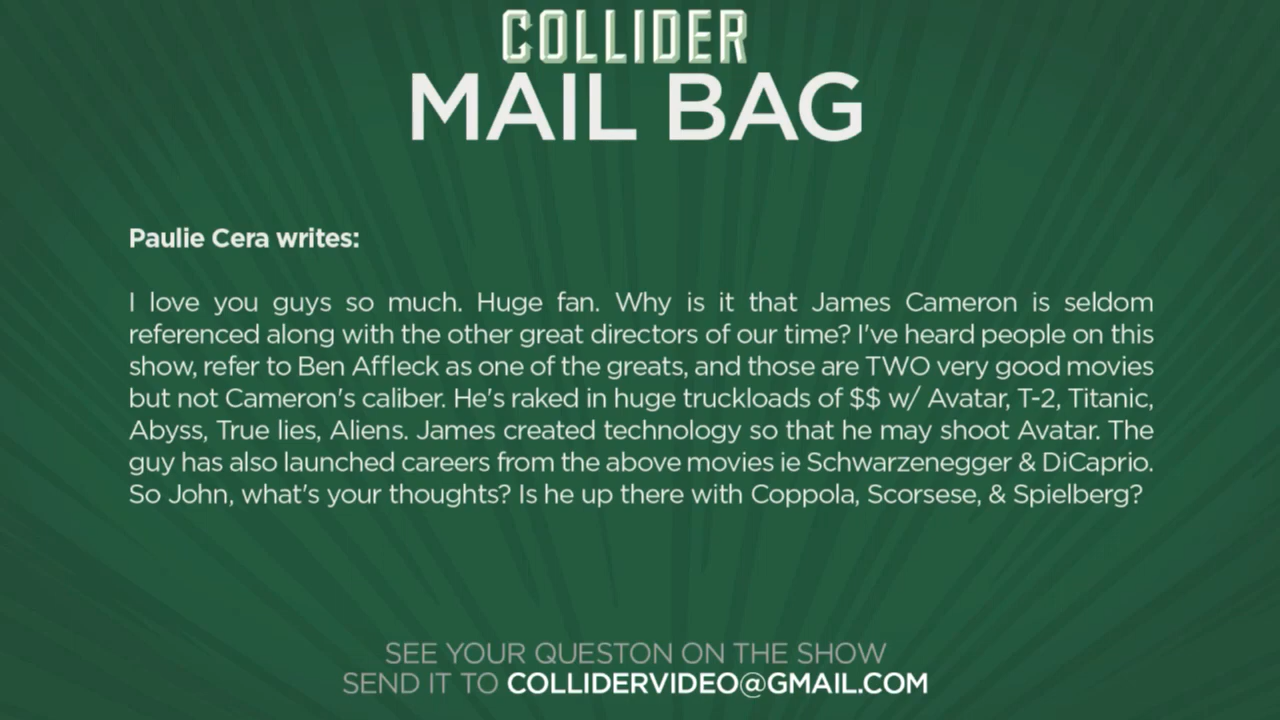 COLLIDER
MAIL BAG
Paulie Cera writes:
I love you guys so much. Huge fan. Why is it that James Cameron is seldom
referenced along with the other great directors of our time? I've heard people on this
show, refer to Ben Affleck as one of the greats, and those are TWO very good movies
but not Cameron's caliber. He's raked in huge truckloads of $$ w/ Avatar, T-2, Titanic,
Abyss, True lies, Aliens. James created technology so that he may shoot Avatar. The
guy has also launched careers from the above movies ie Schwarzenegger & DiCaprio.
So John, what's your thoughts? Is he up there with Coppola, Scorsese, & Spielberg?
SEE YOUR QUESTON ON THE SHOW
SEND IT TO COLLIDERVIDEO@GMAIL.COM